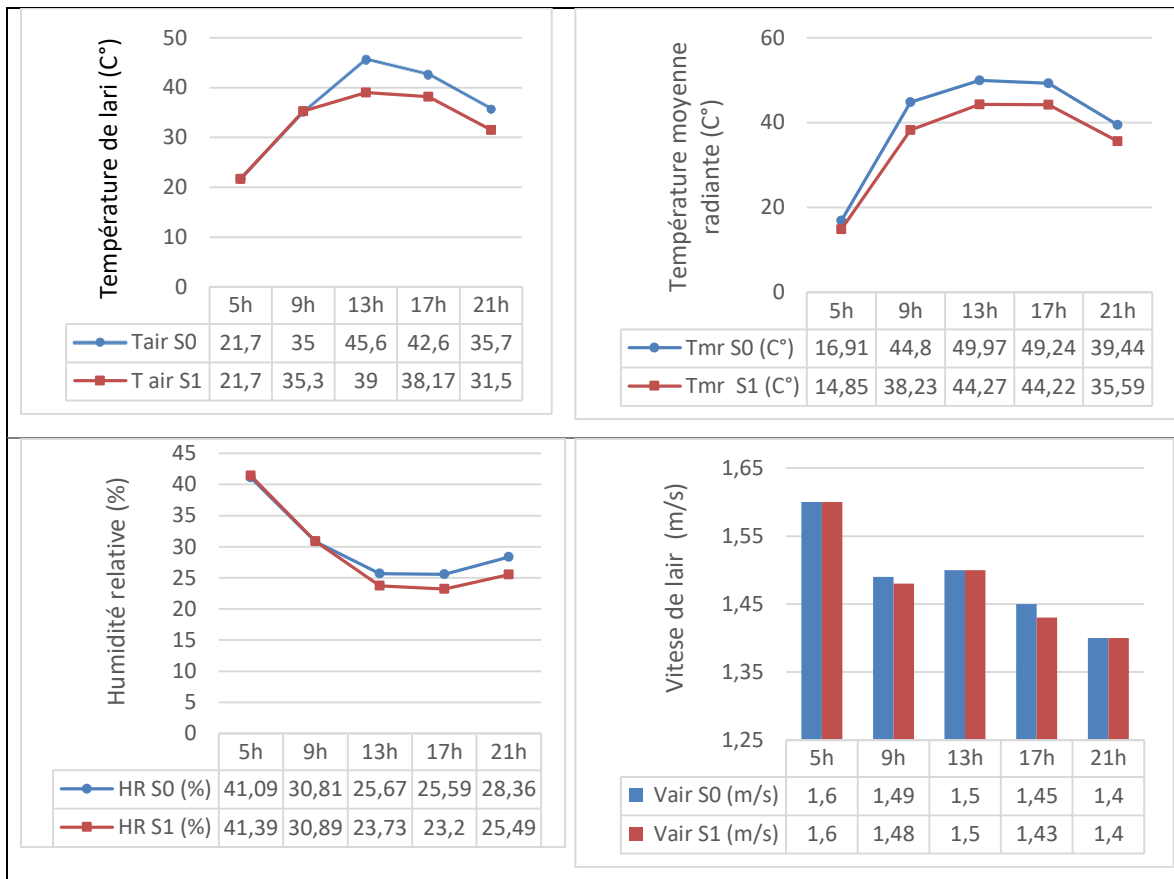 Température de lari (C°)
50
40
30
20
10
0
5h 9h 13h 17h 21h
Tair S0 21,7 35 45,6 42,6 35,7
T air S1 21,7 35,3 39 38,17 31,5
Température moyenne
radiante (C°)
60
40
20
0
5h 9h 13h 17h 21h
Tmr S0 (C°) 16,91 44,8 49,97 49,24 39,44
Tmr S1 (C°) 14,85 38,23 44,27 44,22 35,59
Humidité relative (%)
45
40
35
30
25
20
15
10
5
0
5h 9h 13h 17h 21h
HR S0 (%) 41,09 30,81 25,67 25,59 28,36
HR S1 (%) 41,39 30,89 23,73 23,2 25,49
Vitese de lair (m/s)
1,65
1,55
1,45
1,35
1,25
5h 9h 13h 17h 21h
Vair S0 (m/s) 1,6 1,49 1,5 1,45 1,4
Vair S1 (m/s) 1,6 1,48 1,5 1,43 1,4